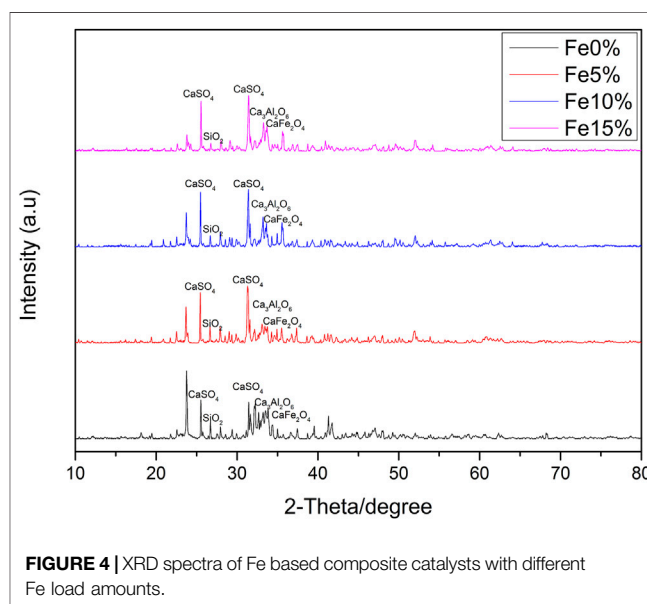 Fe0%
Fe5%
Fe10%
Fe15%
CaSO4
SiO2
CaSO4
Ca3Al2O6
CaFe2O4
CaSO4
SiO2
CaSO4
Ca3Al2O6
CaFe2O4
CaSO4
SiO2
CaSO4
Ca3Al2O6
CaFe2O4
CaSO4
SiO2
CaSO4
Ca3Al2O6
CaFe2O4
Intensity (a.u)
10 20 30 40 50 60 70 80
2-Theta/degree
FIGURE 4 | XRD spectra of Fe based composite catalysts with different
Fe load amounts.